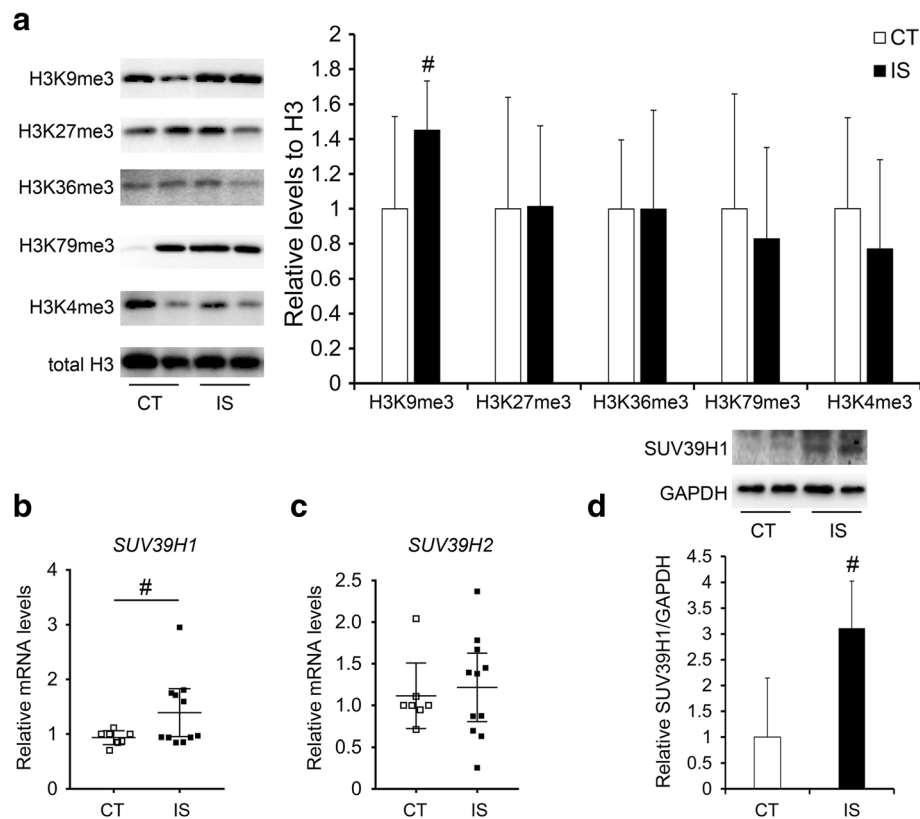 a
H3K9me3
H3K27me3
H3K36me3
H3K79me3
H3K4me3
total H3
CT IS
Relative levels to H3
2
1.8
1.6
1.4
1.2
1
0.8
0.6
0.4
0.2
0
#
CT
IS
H3K9me3 H3K27me3 H3K36me3 H3K79me3 H3K4me3
b
SUV39H1
Relative mRNA levels
4
3
2
1
0
#
CT IS
c
SUV39H2
Relative mRNA levels
2.5
2.0
1.5
1.0
0.5
0.0
CT IS
d
SUV39H1
GAPDH
CT IS
Relative SUV39H1/GAPDH
4.5
4
3.5
3
2.5
2
1.5
1
0.5
0
#
CT IS